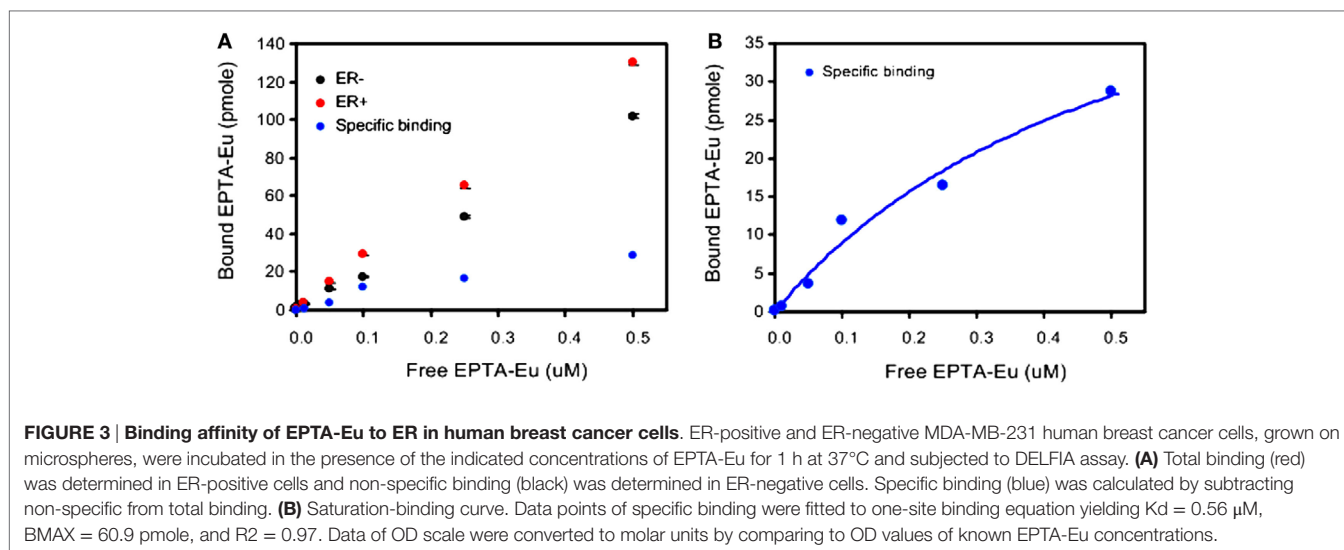 A
140
120
100
80
60
40
20
0
Bound EPTA-Eu (pmole)
ER-
ER+
Specific binding
0.0 0.1 0.2 0.3 0.4 0.5
Free EPTA-Eu (uM)
B
35
30
25
20
15
10
5
0
Bound EPTA-Eu (pmole)
Specific binding
0.0 0.1 0.2 0.3 0.4 0.5
Free EPTA-Eu (uM)
FIGURE 3 | Binding affinity of EPTA-Eu to ER in human breast cancer cells. ER-positive and ER-negative MDA-MB-231 human breast cancer cells, grown on
microspheres, were incubated in the presence of the indicated concentrations of EPTA-Eu for 1 h at 37°C and subjected to DELFIA assay. (A) Total binding (red)
was determined in ER-positive cells and non-specific binding (black) was determined in ER-negative cells. Specific binding (blue) was calculated by subtracting
non-specific from total binding. (B) Saturation-binding curve. Data points of specific binding were fitted to one-site binding equation yielding Kd = 0.56 μM,
BMAX = 60.9 pmole, and R2 = 0.97. Data of OD scale were converted to molar units by comparing to OD values of known EPTA-Eu concentrations.